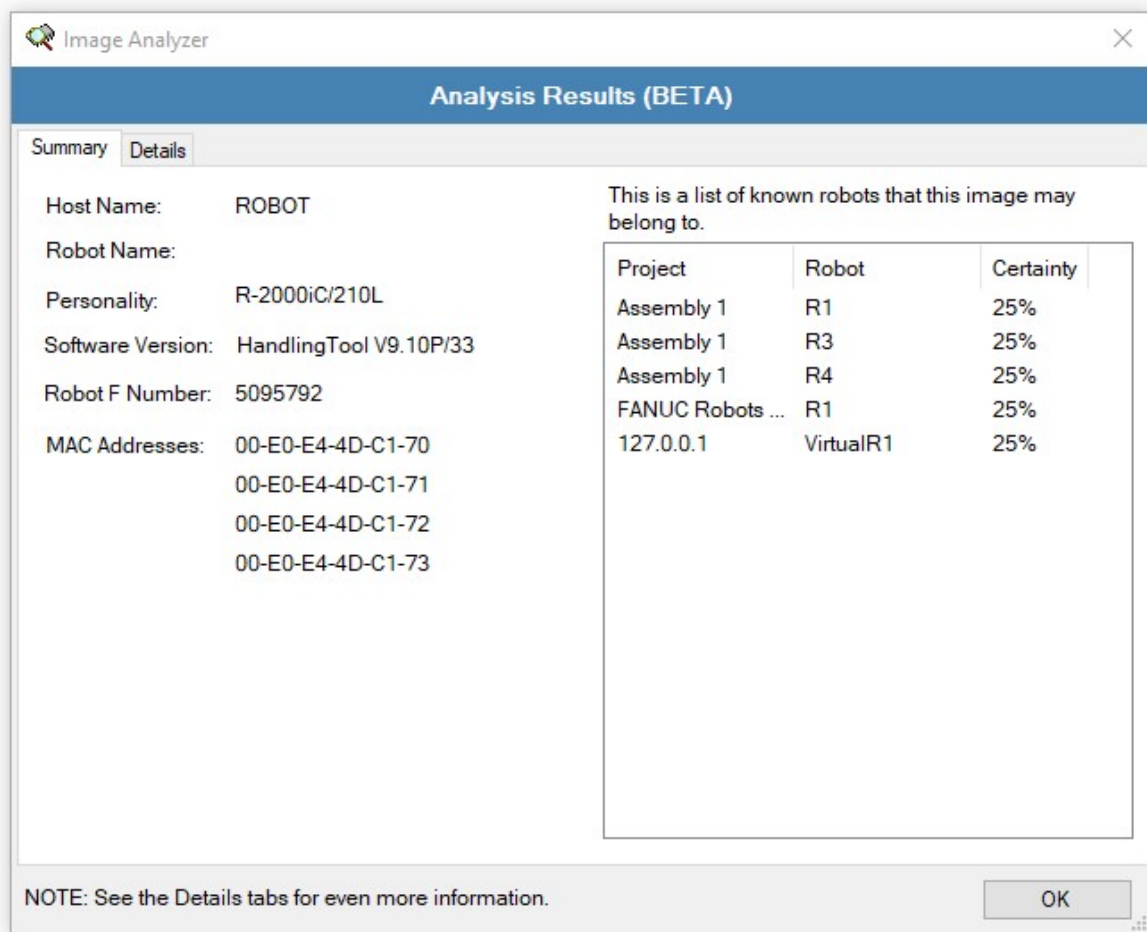 Image Analyzer
Analysis Results (BETA)
Summary Details
Host Name: ROBOT
Robot Name:
Personality: R-2000iC/210L
Software Version: HandlingTool V9.10P/33
Robot F Number: 5095792
MAC Addresses: 00-E0-E4-4D-C1-70
00-E0-E4-4D-C1-71
00-E0-E4-4D-C1-72
00-E0-E4-4D-C1-73
This is a list of known robots that this image may
belong to.
Project Robot Certainty
Assembly 1 R1 25%
Assembly 1 R3 25%
Assembly 1 R4 25%
FANUC Robots ... R1 25%
127.0.0.1 VirtualR1 25%
NOTE: See the Details tabs for even more information.
OK